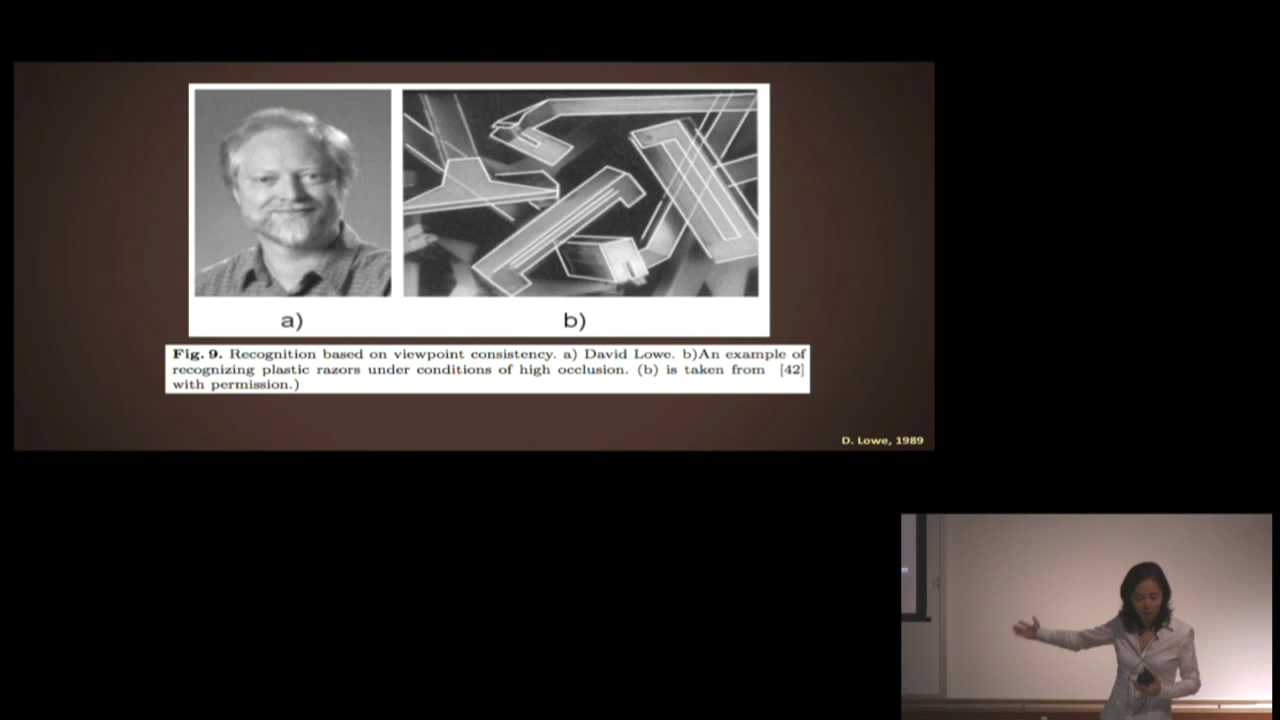 a)
b)
Fig. 9. Recognition based on viewpoint consistency. a) David Lowe. b)An example of
recognizing plastic razors under conditions of high occlusion. (b) is taken from [42]
with permission.)
D. Lowe, 1989